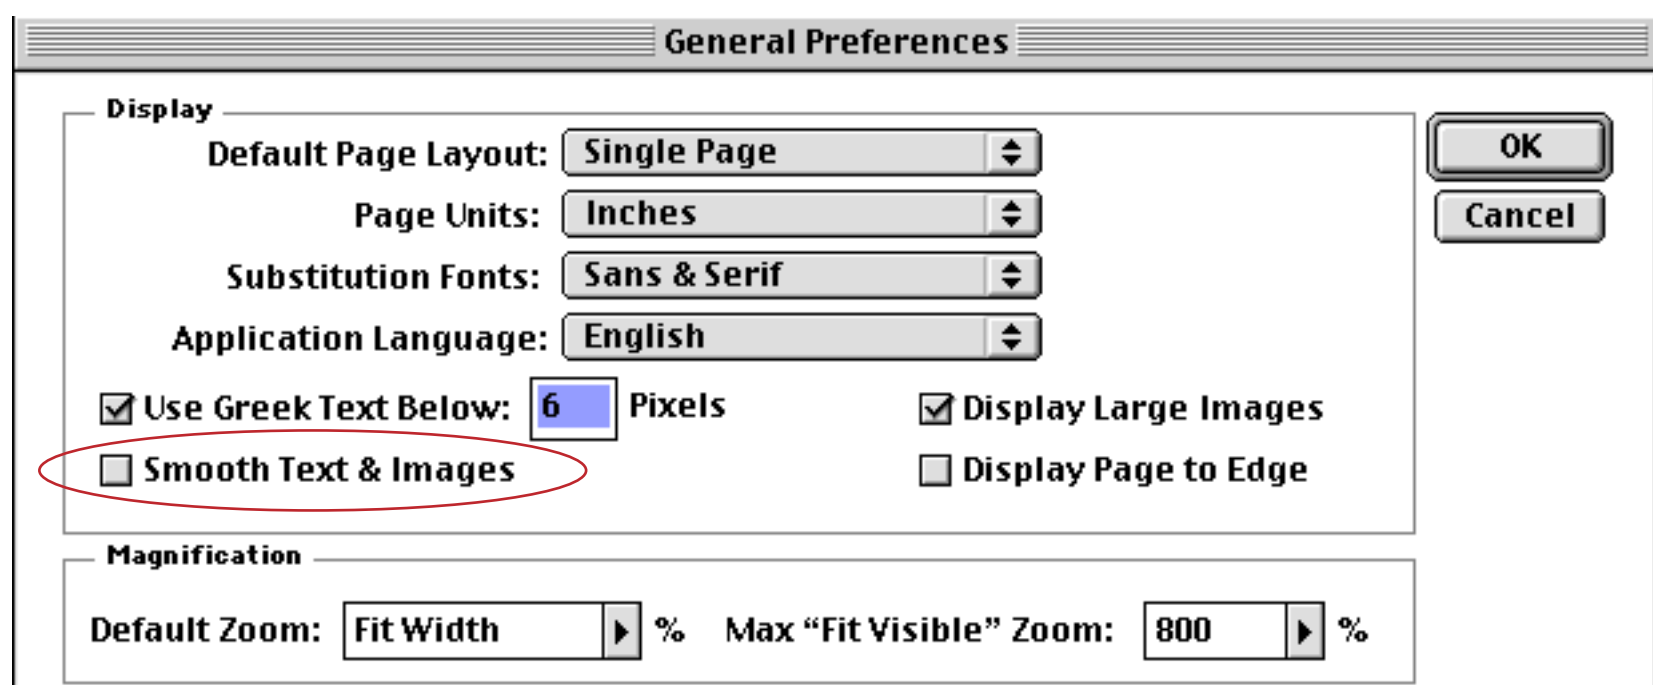 General Preferences
Display
Default Page Layout: Single Page
OK
Page Units: Inches
Cancel
Substitution Fonts: Sans & Serif
Application Language: English
Use Greek Text Below: 6 Pixels
Display Large Images
Smooth Text & Images
Display Page to Edge
Magnification
Default Zoom: Fit Width %
Max “Fit Visible” Zoom: 800 %